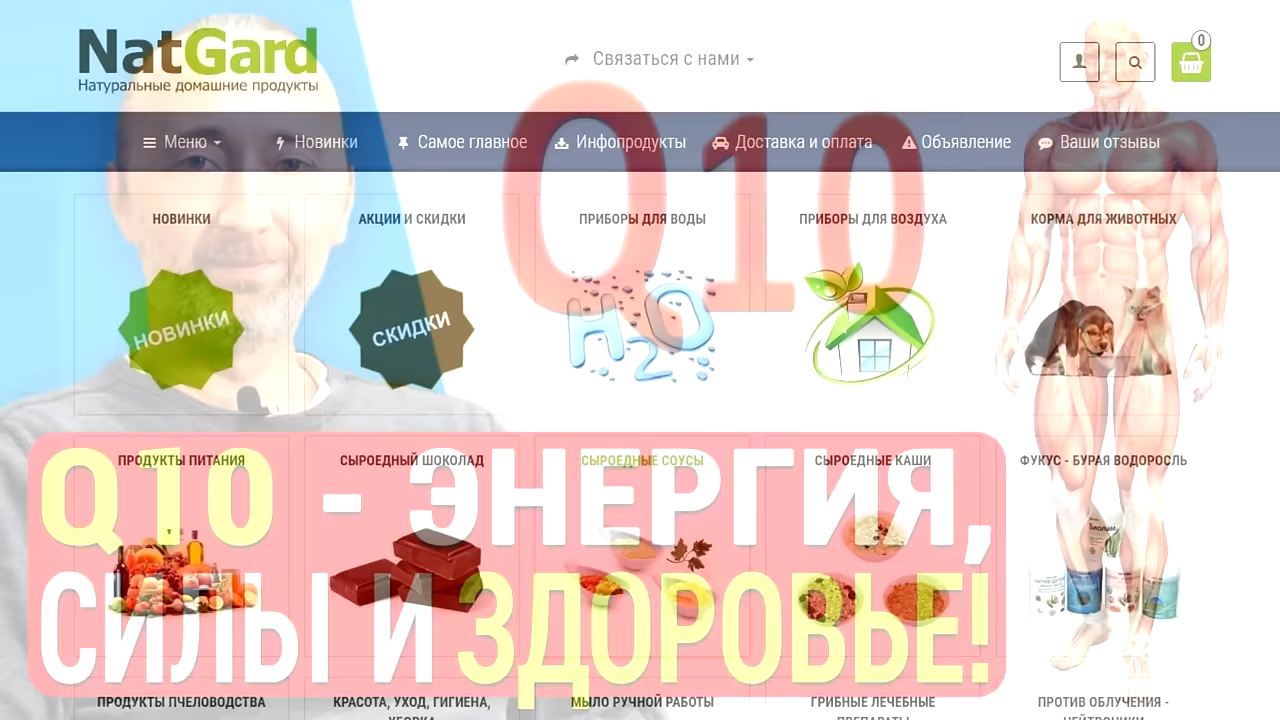 NatGard
Натуральные домашние продукты
Связаться с нами
0
Q10
Меню Новинки Самое главное Инфопродукты Доставка и оплата Объявление Ваши отзывы
НОВИНКИ АКЦИИ И СКИДКИ ПРИБОРЫ ДЛЯ ВОДЫ ПРИБОРЫ ДЛЯ ВОЗДУХА КОРМА ДЛЯ ЖИВОТНЫХ
НОВИНКИ СКИДКИ H2O
ПРОДУКТЫ ПИТАНИЯ СЫРОЕДНЫЙ ШОКОЛАД СЫРОЕДНЫЕ СОУСЫ СЫРОЕДНЫЕ КАШИ ФУКУС - БУРАЯ ВОДОРОСЛЬ
Q10 - ЭНЕРГИЯ,
СИЛЫ И ЗДОРОВЬЕ!
ПРОДУКТЫ ПЧЕЛОВОДСТВА КРАСОТА, УХОД, ГИГИЕНА, МЫЛО РУЧНОЙ РАБОТЫ ГРИБНЫЕ ЛЕЧЕБНЫЕ ПРОТИВ ОБЛУЧЕНИЯ -